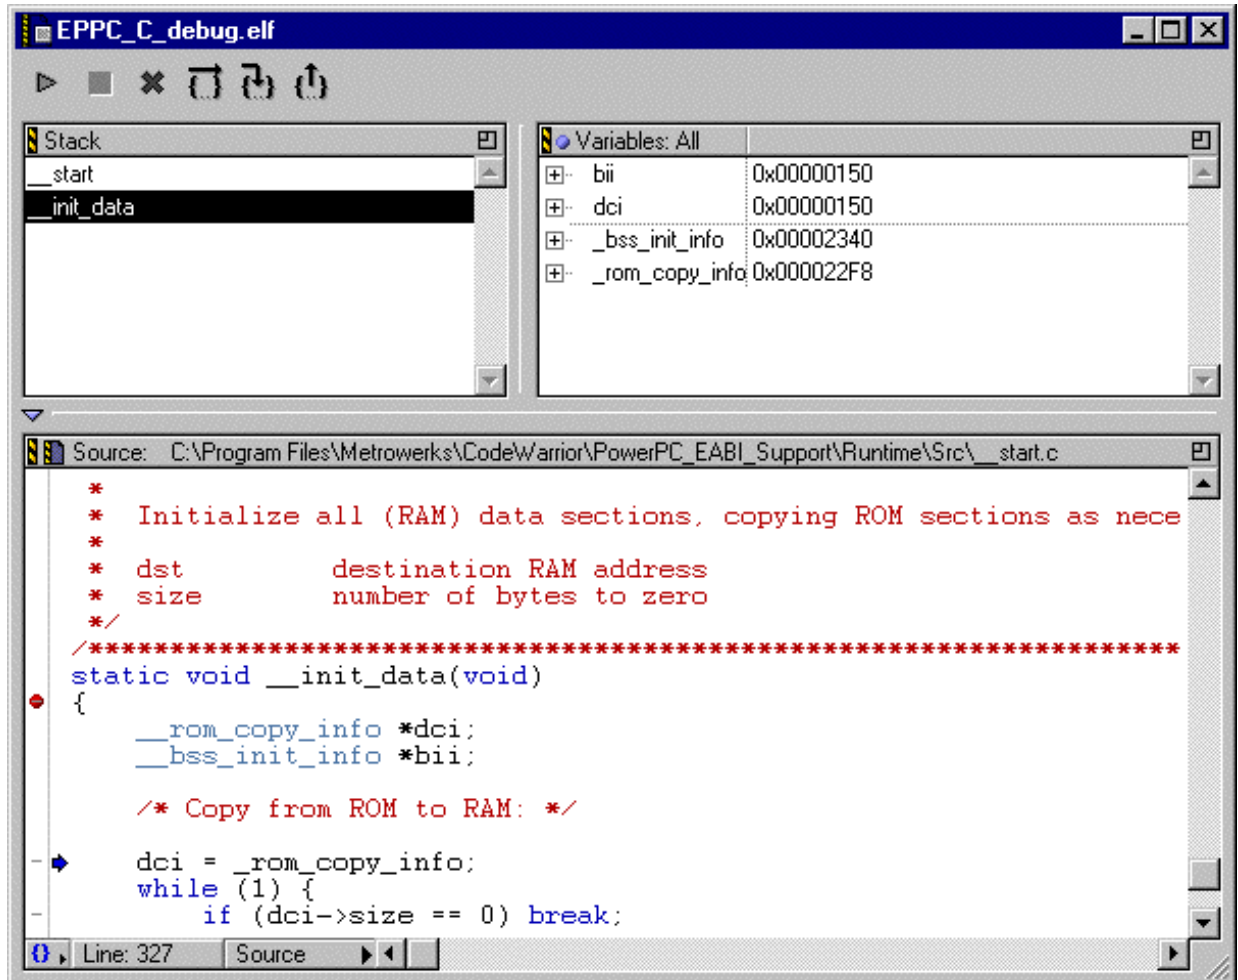 EPPC_C_debug.elf
Stack
__start
__init_data
Variables: All
bii 0x00000150
dci 0x00000150
_bss_init_info 0x00002340
_rom_copy_info 0x000022F8
Source: C:\Program Files\Metrowerks\CodeWarrior\PowerPC_EABI_Support\Runtime\Src\__start.c
*
* Initialize all (RAM) data sections, copying ROM sections as nece
*
* dst destination RAM address
* size number of bytes to zero
*/
/*******************************************************************
static void __init_data(void)
{
__rom_copy_info *dci;
__bss_init_info *bii;
/* Copy from ROM to RAM: */
dci = _rom_copy_info;
while (1) {
if (dci->size == 0) break;
Line: 327 Source